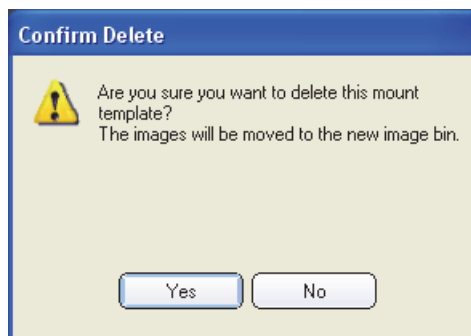 Confirm Delete
Are you sure you want to delete this mount
template?
The images will be moved to the new image bin.
Yes
No